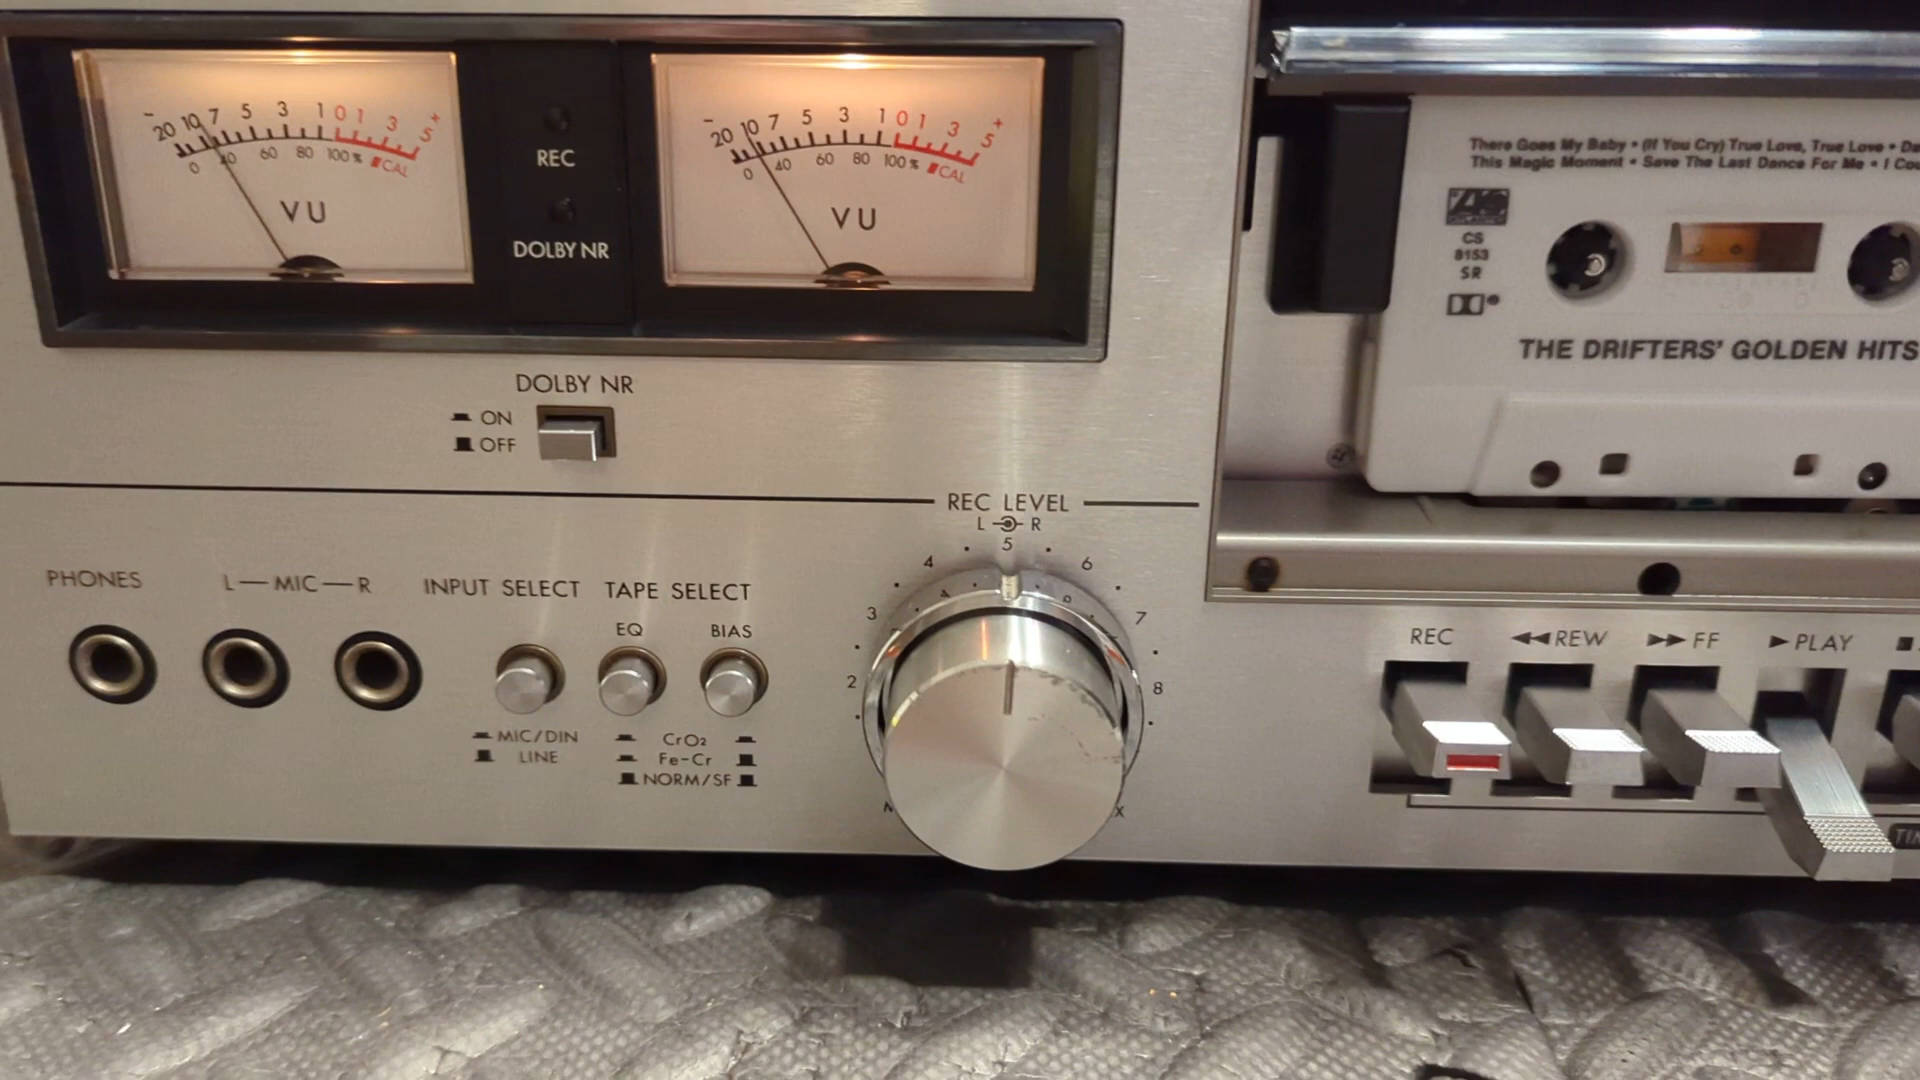 - 20 10 7 5 3 1 0 1 3 5 +
0 40 60 80 100% CAL
VU
REC
DOLBY NR
- 20 10 7 5 3 1 0 1 3 5 +
0 40 60 80 100% CAL
VU
There Goes My Baby • (If You Cry) True Love, True Love •
This Magic Moment • Save The Last Dance For Me • I
CS
8153
SR
THE DRIFTERS' GOLDEN HITS
DOLBY NR
ON
OFF
REC LEVEL
L R
2 3 4 5 6 7 8
PHONES
L—MIC—R
INPUT SELECT
MIC/DIN
LINE
TAPE SELECT
EQ BIAS
CrO2
Fe-Cr
NORM/SF
REC
◀◀ REW
▶▶ FF
▶ PLAY
■